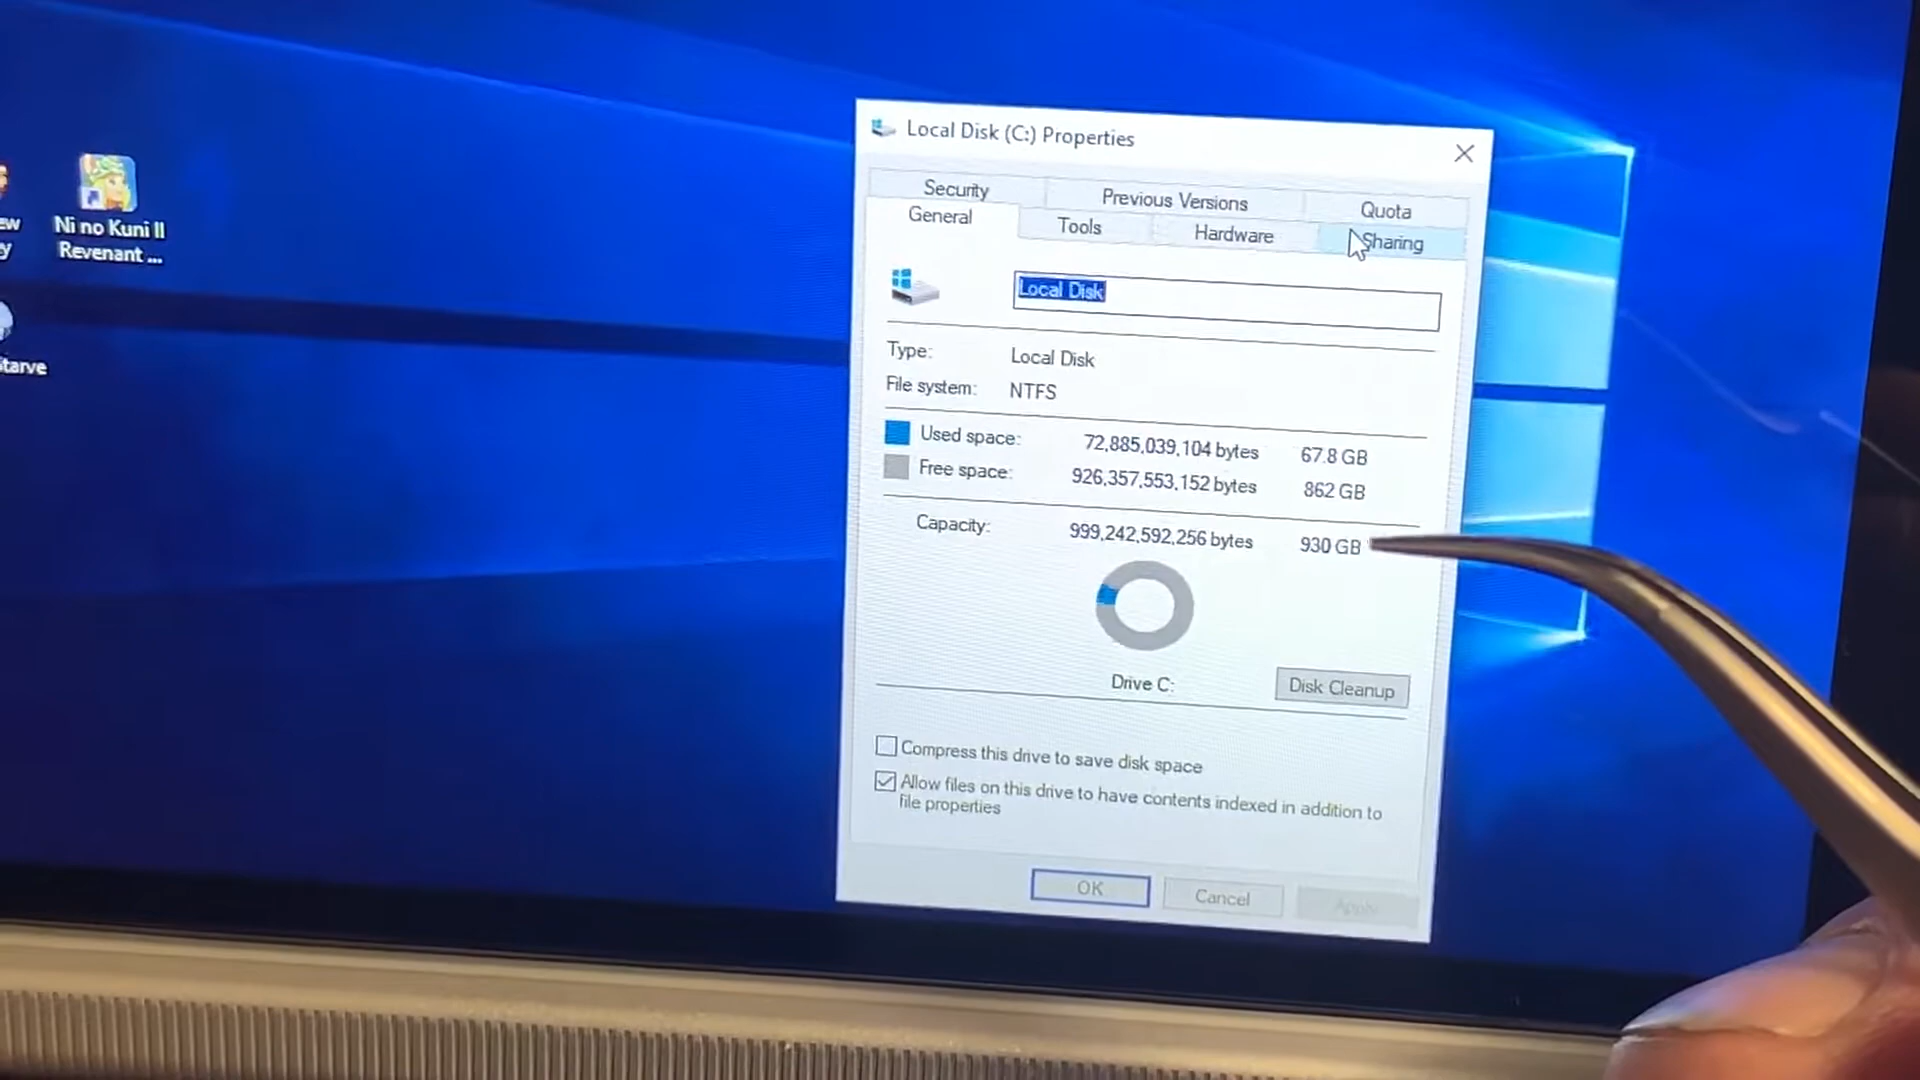 Ni no Kuni II
Revenant ...
ew
y
tarve
Local Disk (C:) Properties
Security
Previous Versions
Quota
General
Tools
Hardware
Sharing
Local Disk
Type: Local Disk
File system: NTFS
Used space: 72,885,039,104 bytes 67.8 GB
Free space: 926,357,553,152 bytes 862 GB
Capacity: 999,242,592,256 bytes 930 GB
Drive C:
Disk Cleanup
Compress this drive to save disk space
Allow files on this drive to have contents indexed in addition to
file properties
OK
Cancel
Apply